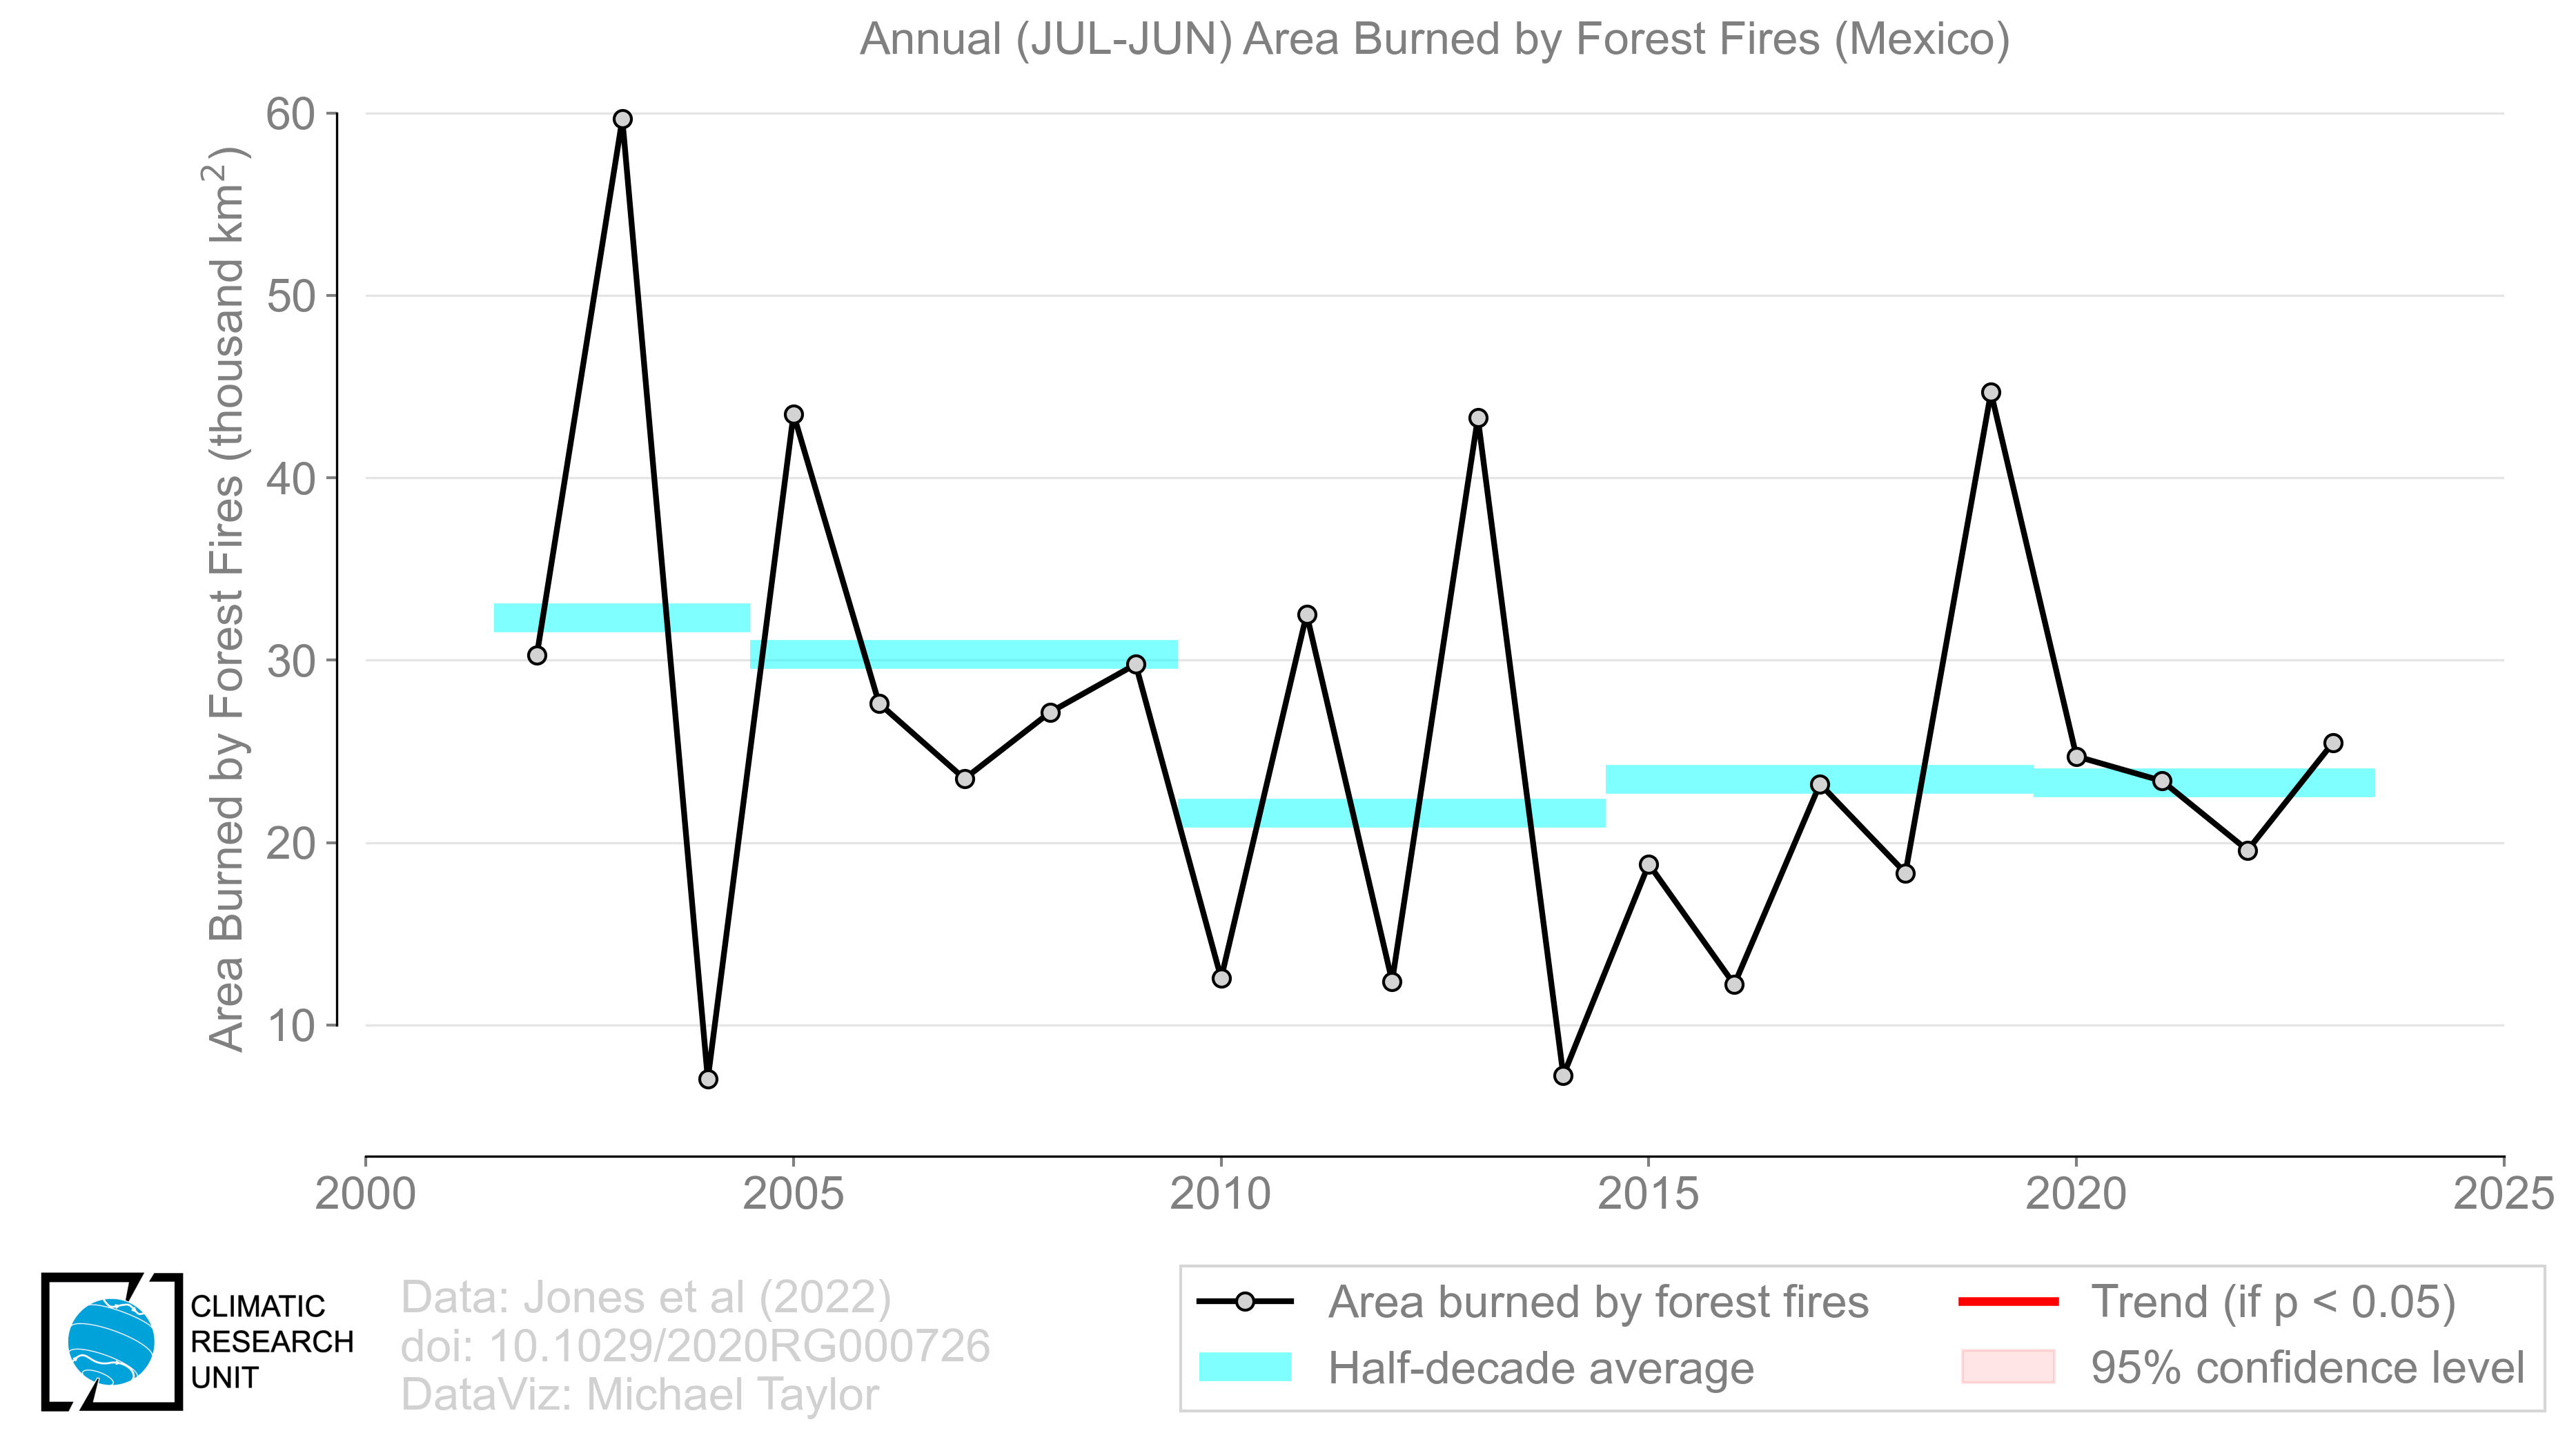 Annual (JUL-JUN) Area Burned by Forest Fires (Mexico)
Area Burned by Forest Fires (thousand km²)
60
50
40
30
20
10
2000 2005 2010 2015 2020 2025
CLIMATIC
RESEARCH
UNIT
Data: Jones et al (2022)
doi: 10.1029/2020RG000726
DataViz: Michael Taylor
Area burned by forest fires
Half-decade average
Trend (if p < 0.05)
95% confidence level